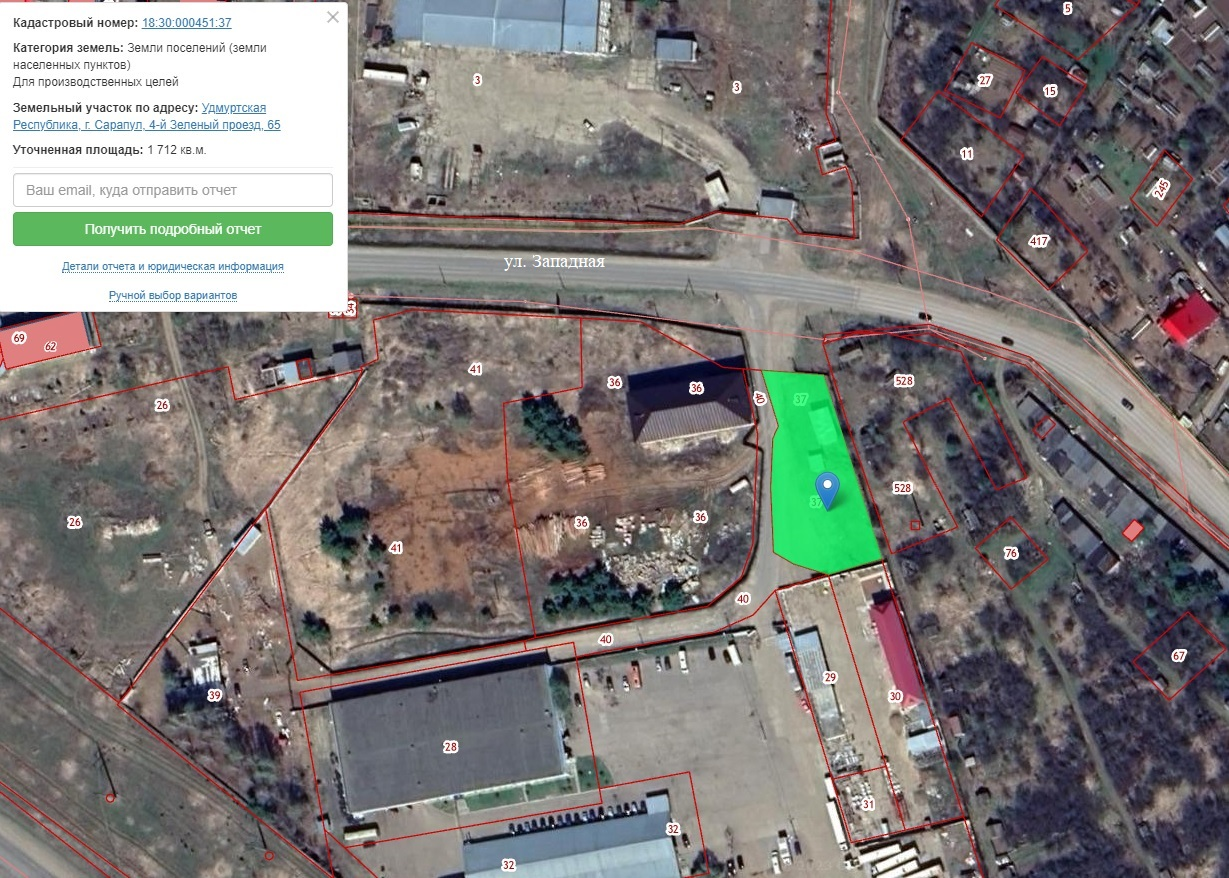 Кадастровый номер: 18:30:000451:37
Категория земель: Земли поселений (земли
населенных пунктов)
Для производственных целей
Земельный участок по адресу: Удмуртская
Республика, г. Сарапул, 4-й Зеленый проезд, 65
Уточненная площадь: 1 712 кв.м.
Ваш email, куда отправить отчет
Получить подробный отчет
Детали отчета и юридическая информация
Ручной выбор вариантов
5
3
3
27
15
11
245
417
ул. Западная
69
62
41
36
36
40
37
528
26
528
37
26
36
36
41
76
40
40
67
29
39
30
28
31
32
32